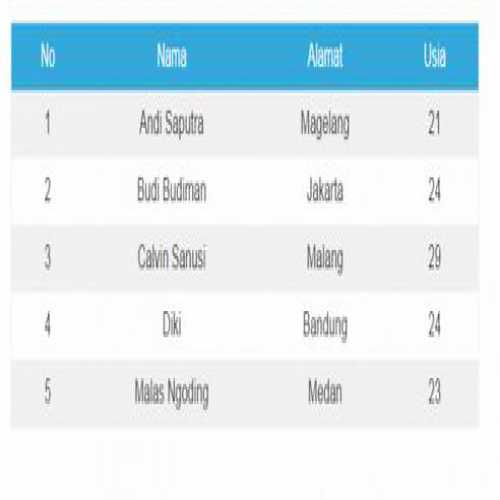 No Nama Alamat Usia
1 Andi Saputra Magelang 21
2 Budi Budiman Jakarta 24
3 Calvin Sanusi Malang 29
4 Diki Bandung 24
5 Malas Ngoding Medan 23